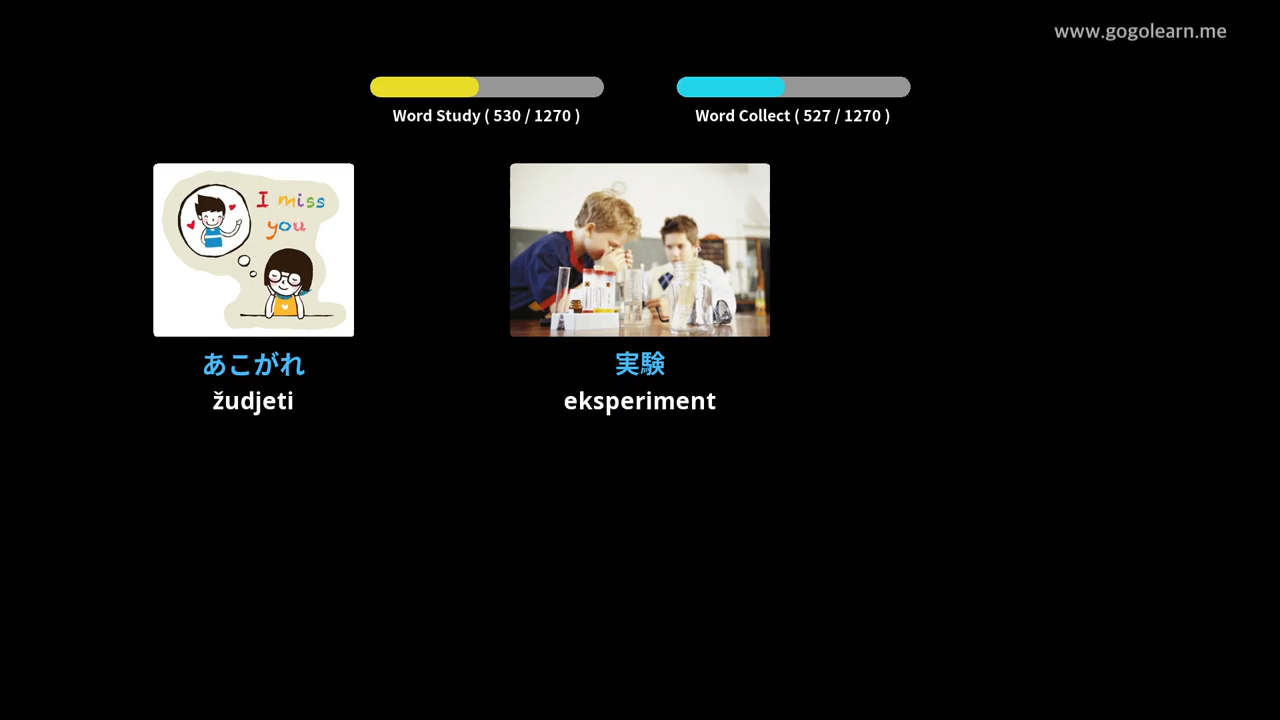 www.gogolearn.me
Word Study ( 530 / 1270 )
Word Collect ( 527 / 1270 )
I miss
you
あこがれ
žudjeti
実験
eksperiment